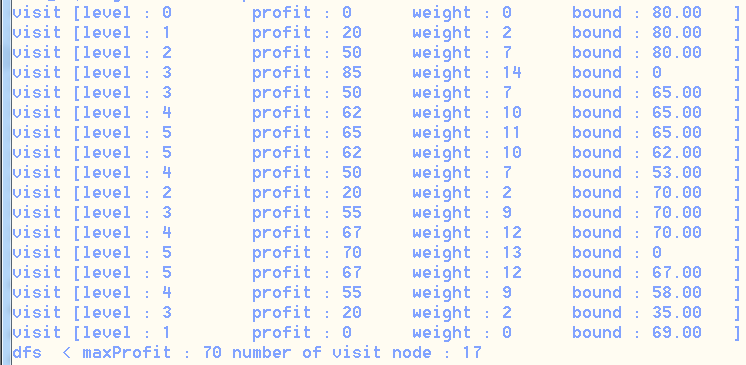 visit [level : 0 profit : 0 weight : 0 bound : 80.00 ]
visit [level : 1 profit : 20 weight : 2 bound : 80.00 ]
visit [level : 2 profit : 50 weight : 7 bound : 80.00 ]
visit [level : 3 profit : 85 weight : 14 bound : 0 ]
visit [level : 3 profit : 50 weight : 7 bound : 65.00 ]
visit [level : 4 profit : 62 weight : 10 bound : 65.00 ]
visit [level : 5 profit : 65 weight : 11 bound : 65.00 ]
visit [level : 5 profit : 62 weight : 10 bound : 62.00 ]
visit [level : 4 profit : 50 weight : 7 bound : 53.00 ]
visit [level : 2 profit : 20 weight : 2 bound : 70.00 ]
visit [level : 3 profit : 55 weight : 9 bound : 70.00 ]
visit [level : 4 profit : 67 weight : 12 bound : 70.00 ]
visit [level : 5 profit : 70 weight : 13 bound : 0 ]
visit [level : 5 profit : 67 weight : 12 bound : 67.00 ]
visit [level : 4 profit : 55 weight : 9 bound : 58.00 ]
visit [level : 3 profit : 20 weight : 2 bound : 35.00 ]
visit [level : 1 profit : 0 weight : 0 bound : 69.00 ]
dfs < maxProfit : 70 number of visit node : 17